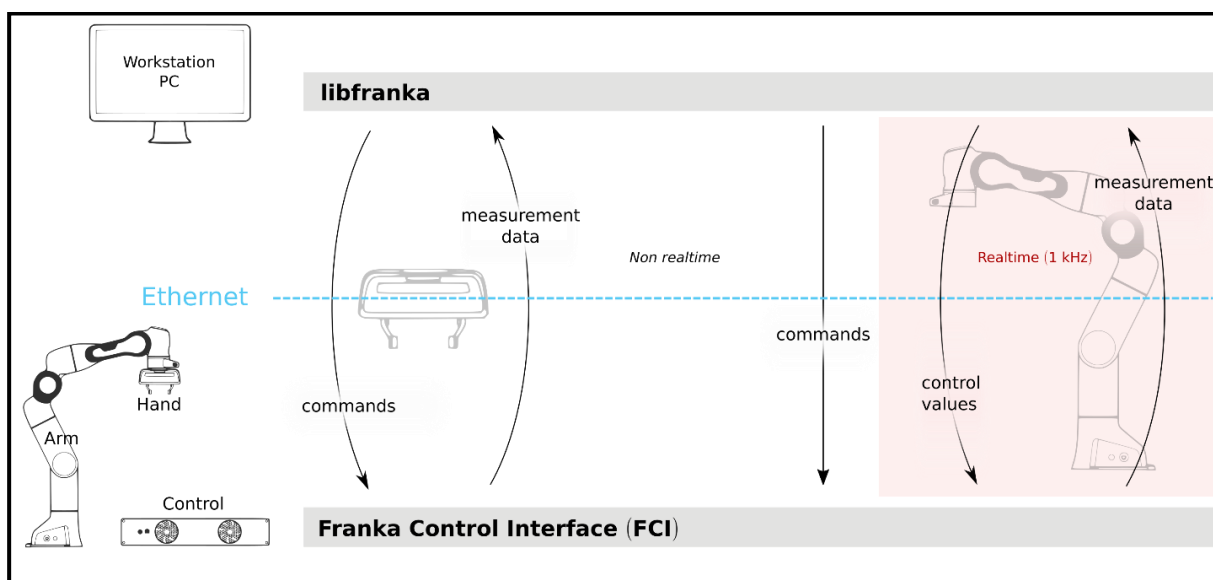 Workstation
PC
libfranka
measurement
data
measurement
data
Non realtime
Realtime (1 kHz)
Ethernet
commands
control
values
Hand
commands
Arm
Control
Franka Control Interface (FCI)